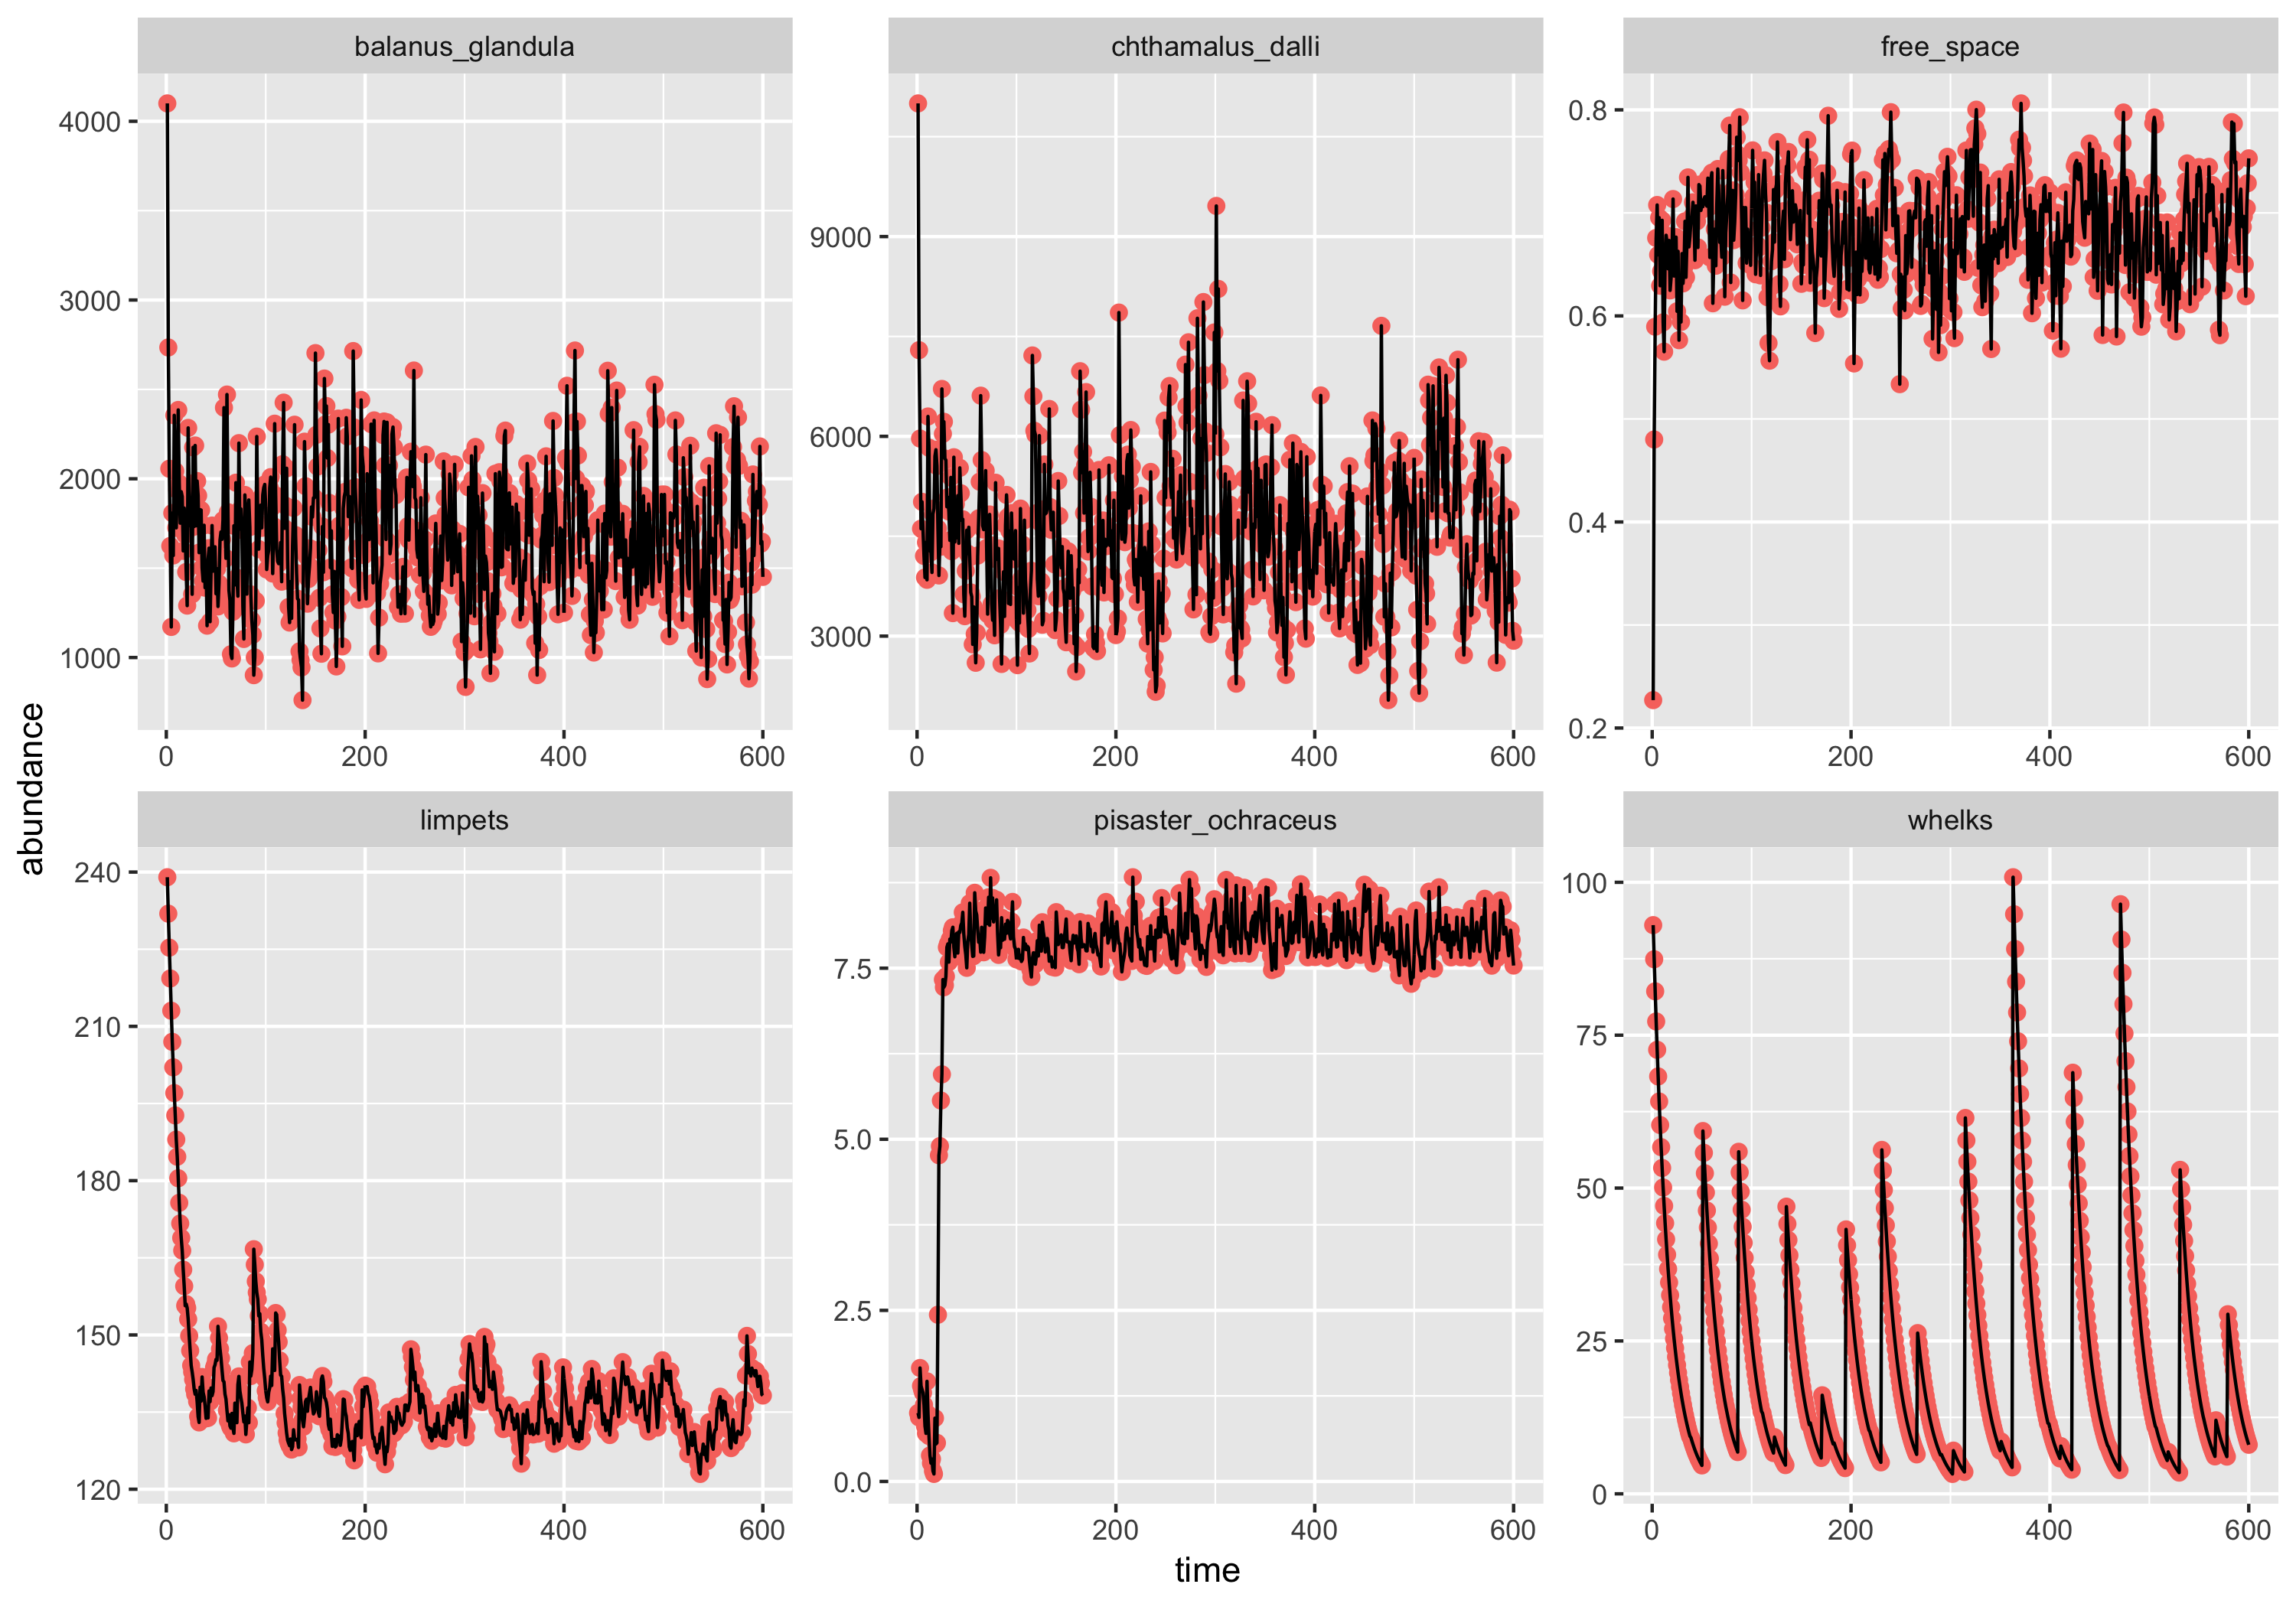 balanus_glandula
chthamalus_dalli
free_space
4000
3000
2000
1000
9000
6000
3000
0.8
0.6
0.4
0.2
0 200 400 600
0 200 400 600
0 200 400 600
abundance
limpets
pisaster_ochraceus
whelks
240
210
180
150
120
7.5
5.0
2.5
0.0
100
75
50
25
0
0 200 400 600
0 200 400 600
0 200 400 600
time